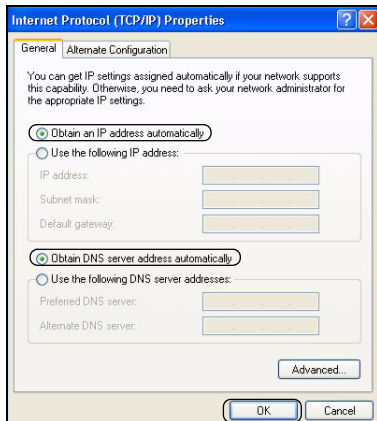 Internet Protocol (TCP/IP) Properties
General
Alternate Configuration
You can get IP settings assigned automatically if your network supports
this capability. Otherwise, you need to ask your network administrator for
the appropriate IP settings.
Obtain an IP address automatically
Use the following IP address:
IP address:
Subnet mask:
Default gateway:
Obtain DNS server address automatically
Use the following DNS server addresses:
Preferred DNS server:
Alternate DNS server:
Advanced...
OK
Cancel